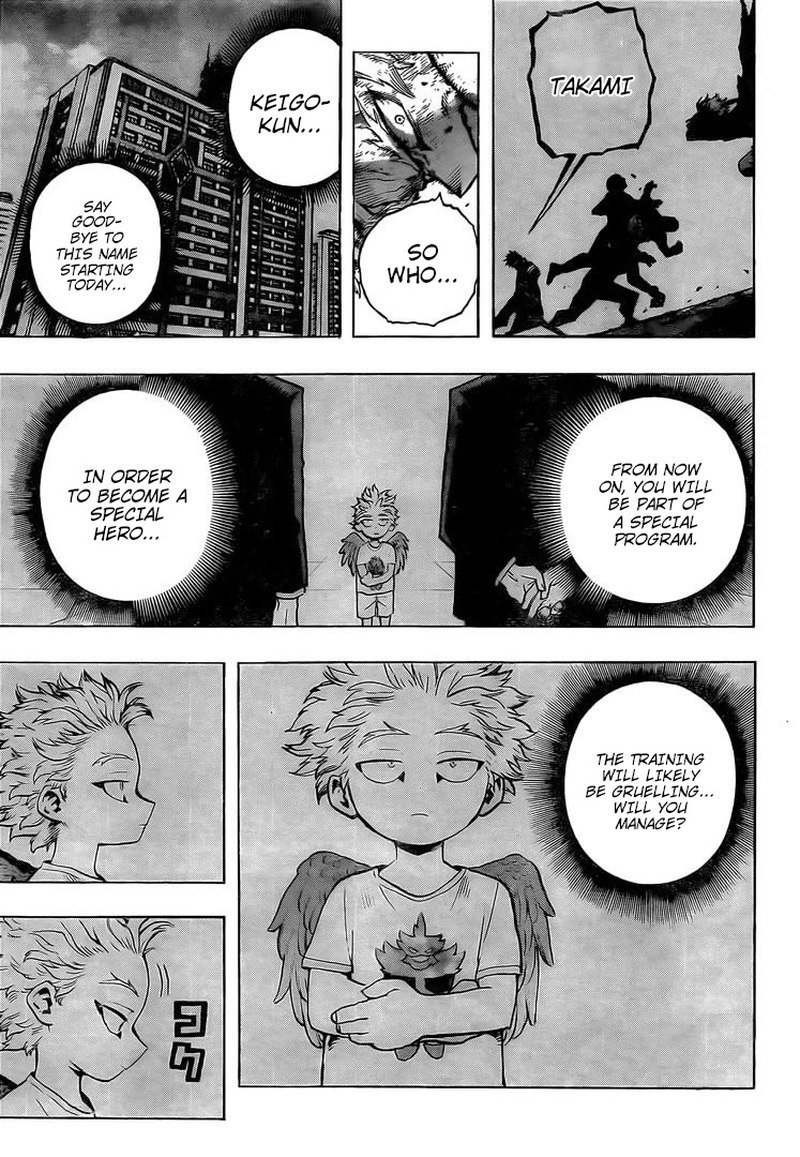 TAKAMI
SO
WHO...
KEIGO-
KUN...
SAY
GOOD-
BYE TO
THIS NAME
STARTING
TODAY...
FROM NOW
ON, YOU WILL
BE PART OF
A SPECIAL
PROGRAM.
IN ORDER
TO BECOME A
SPECIAL
HERO...
THE TRAINING
WILL LIKELY
BE GRUELLING...
WILL YOU
MANAGE?
コク